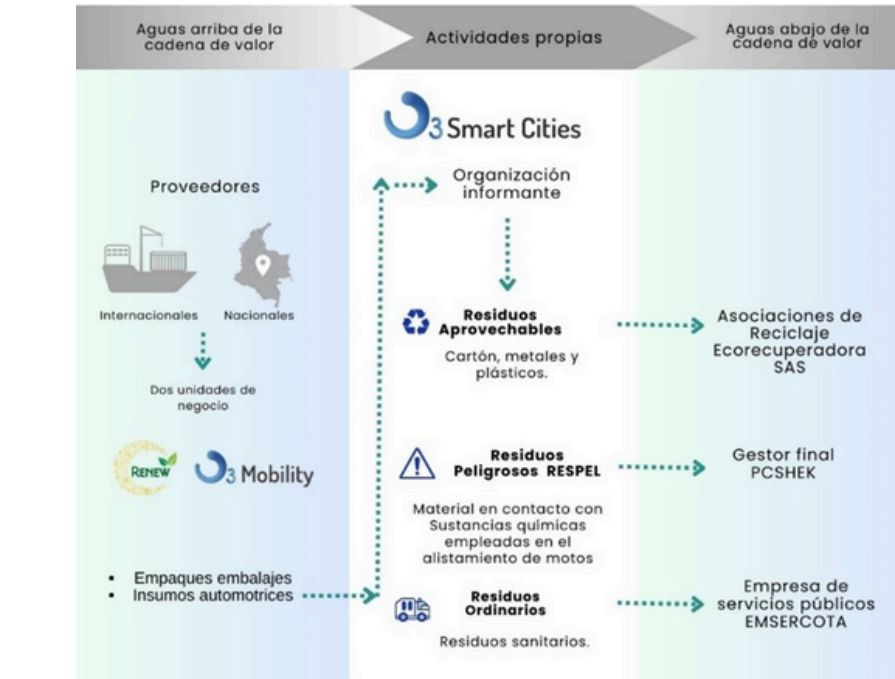 Aguas arriba de la
cadena de valor
Actividades propias
Aguas abajo de la
cadena de valor
Proveedores
Internacionales
Nacionales
Dos unidades de
negocio
RENEW
O3 Mobility
Empaques embalajes
Insumos automotrices
O3 Smart Cities
Organización
informante
Residuos
Aprovechables
Cartón, metales y
plásticos.
Residuos
Peligrosos RESPEL
Material en contacto con
Sustancias químicas
empleadas en el
alistamiento de motos
Residuos
Ordinarios
Residuos sanitarios.
Asociaciones de
Reciclaje
Ecorecuperadora
SAS
Gestor final
PCSHEK
Empresa de
servicios públicos
EMSERCOTA